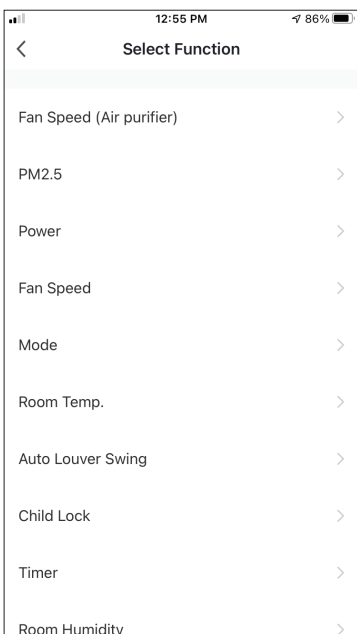 12:55 PM 86%
Select Function
Fan Speed (Air purifier)
PM2.5
Power
Fan Speed
Mode
Room Temp.
Auto Louver Swing
Child Lock
Timer
Room Humidity